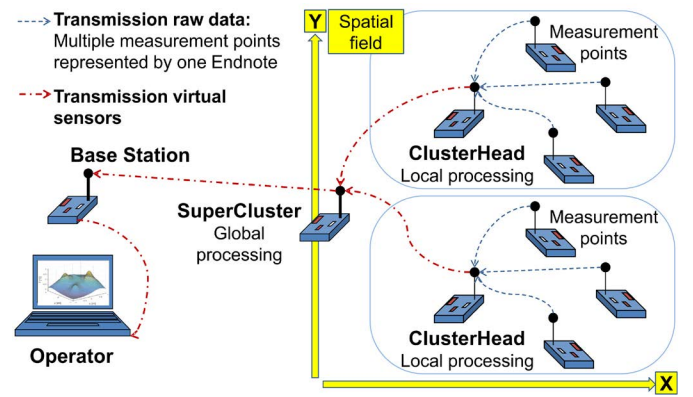 Transmission raw data:
Multiple measurement points
represented by one Endnote
Transmission virtual
sensors
Y
Spatial
field
Measurement
points
ClusterHead
Local processing
Base Station
SuperCluster
Global
processing
Measurement
points
ClusterHead
Local processing
Operator
X